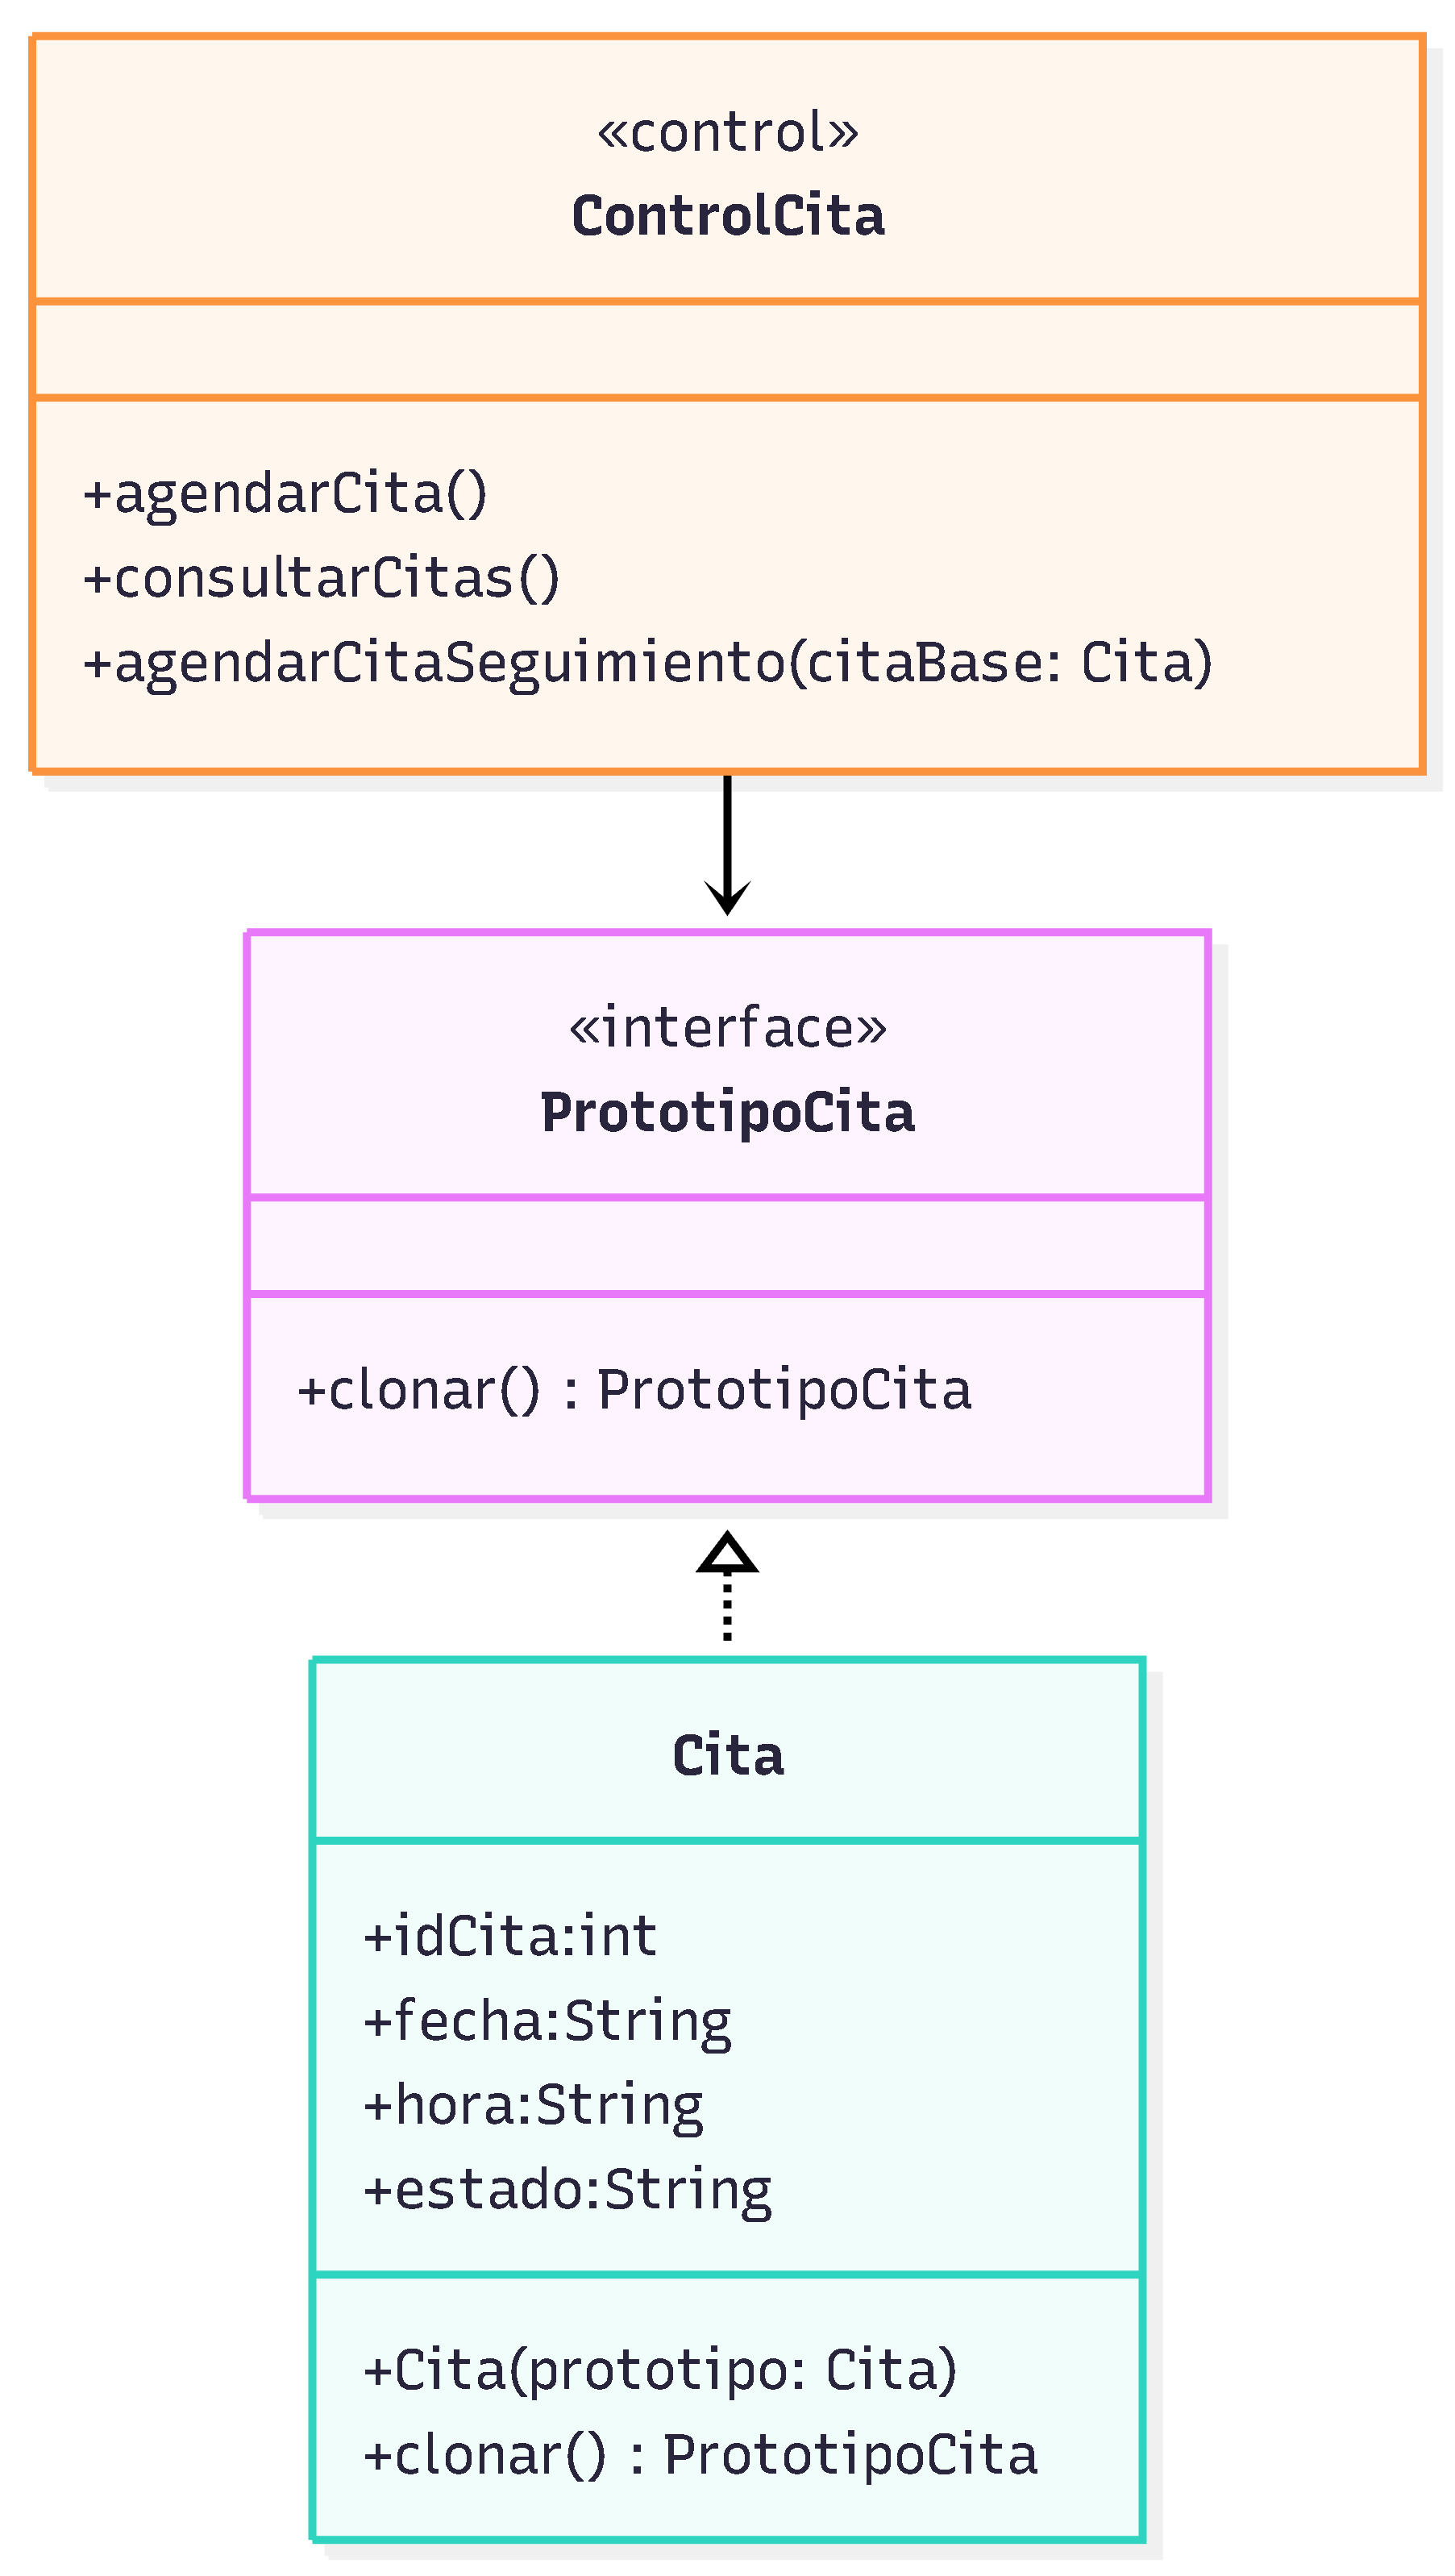 «control»
ControlCita
+agendarCita()
+consultarCitas()
+agendarCitaSeguimiento(citaBase: Cita)
«interface»
PrototipoCita
+clonar() : PrototipoCita
Cita
+idCita:int
+fecha:String
+hora:String
+estado:String
+Cita(prototipo: Cita)
+clonar() : PrototipoCita